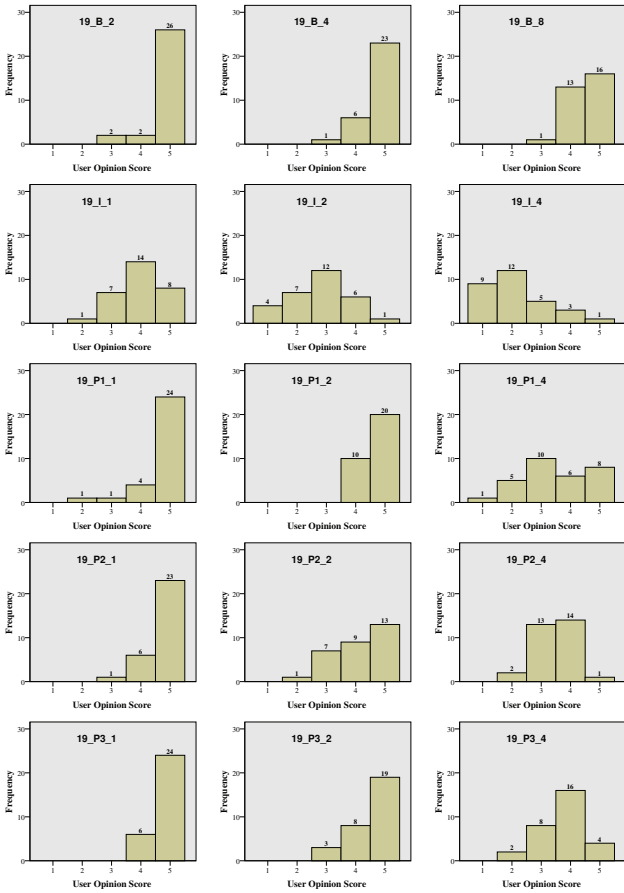 19_B_2
26
2
2
Frequency
30
20
10
0
1 2 3 4 5
User Opinion Score
19_B_4
23
6
1
Frequency
30
20
10
0
1 2 3 4 5
User Opinion Score
19_B_8
16
13
1
Frequency
30
20
10
0
1 2 3 4 5
User Opinion Score
19_I_1
14
7
8
1
Frequency
30
20
10
0
1 2 3 4 5
User Opinion Score
19_I_2
12
4
7
6
1
Frequency
30
20
10
0
1 2 3 4 5
User Opinion Score
19_I_4
12
9
5
3
1
Frequency
30
20
10
0
1 2 3 4 5
User Opinion Score
19_P1_1
24
1
1
4
Frequency
30
20
10
0
1 2 3 4 5
User Opinion Score
19_P1_2
20
10
Frequency
30
20
10
0
1 2 3 4 5
User Opinion Score
19_P1_4
10
1
5
6
8
Frequency
30
20
10
0
1 2 3 4 5
User Opinion Score
19_P2_1
23
6
1
Frequency
30
20
10
0
1 2 3 4 5
User Opinion Score
19_P2_2
13
9
7
1
Frequency
30
20
10
0
1 2 3 4 5
User Opinion Score
19_P2_4
13
14
2
1
Frequency
30
20
10
0
1 2 3 4 5
User Opinion Score
19_P3_1
24
6
Frequency
30
20
10
0
1 2 3 4 5
User Opinion Score
19_P3_2
19
8
3
Frequency
30
20
10
0
1 2 3 4 5
User Opinion Score
19_P3_4
16
8
4
2
Frequency
30
20
10
0
1 2 3 4 5
User Opinion Score